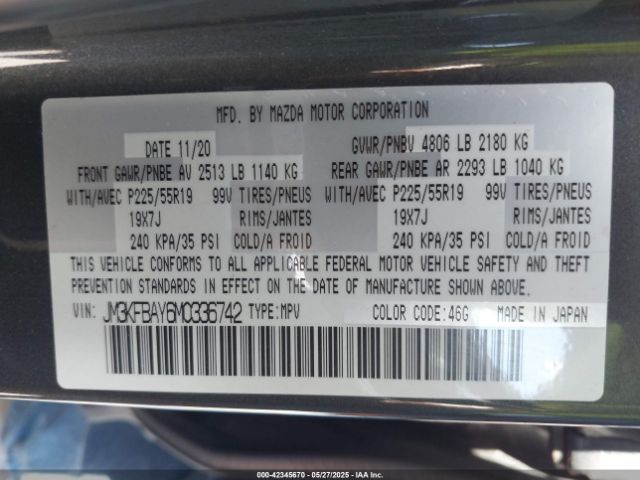 MFD. BY MAZDA MOTOR CORPORATION
DATE 11/20 GVWR/PNBV 4806 LB 2180 KG
FRONT GAWR/PNBE AV 2513 LB 1140 KG REAR GAWR/PNBE AR 2293 LB 1040 KG
WITH/AVEC P225/55R19 99V TIRES/PNEUS WITH/AVEC P225/55R19 99V TIRES/PNEUS
19X7J RIMS/JANTES 19X7J RIMS/JANTES
240 KPA/35 PSI COLD/A FROID 240 KPA/35 PSI COLD/A FROID
THIS VEHICLE CONFORMS TO ALL APPLICABLE FEDERAL MOTOR VEHICLE SAFETY AND THEFT
PREVENTION STANDARDS IN EFFECT ON THE DATE OF MANUFACTURE SHOWN ABOVE.
VIN: JM3KFBAY6M0336742 TYPE:MPV COLOR CODE:46G MADE IN JAPAN
000-42345670 - 05/27/2025 - IAA Inc.